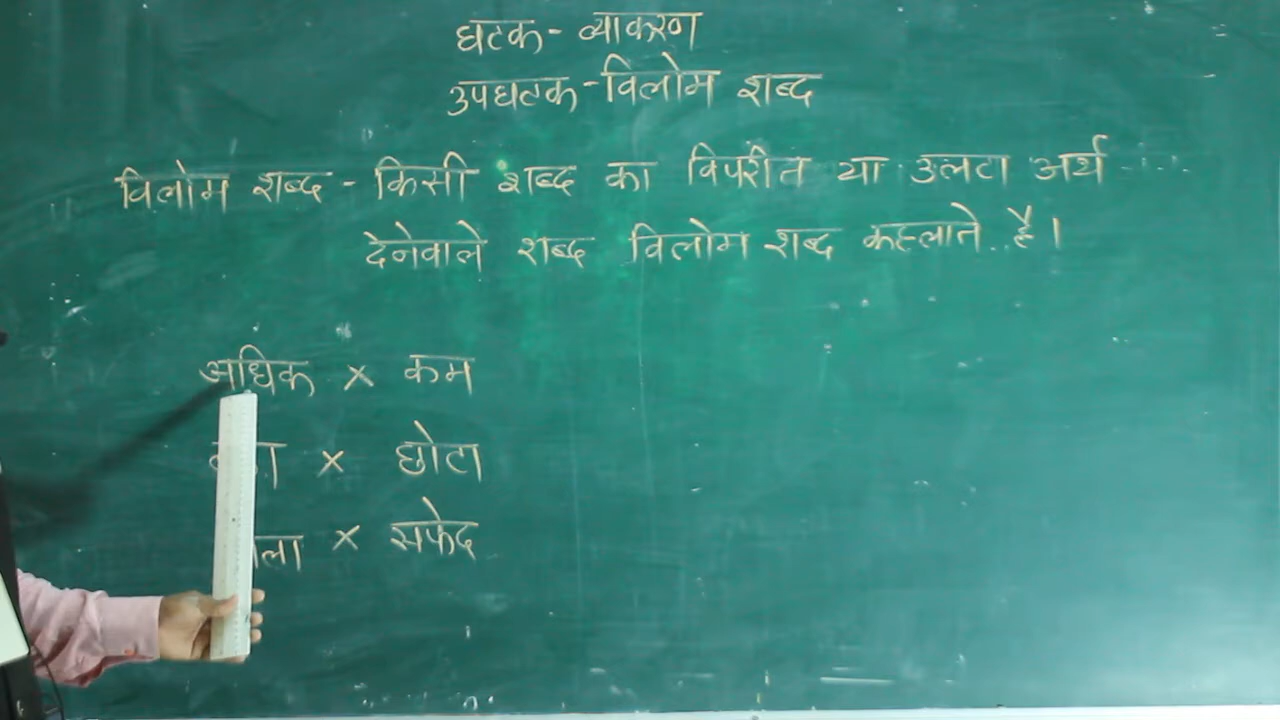 घटक - व्याकरण
उपघटक - विलोम शब्द
विलोम शब्द - किसी शब्द का विपरीत या उलटा अर्थ
देनेवाले शब्द विलोम शब्द कहलाते है।
अधिक × कम
× छोटा
× सफेद